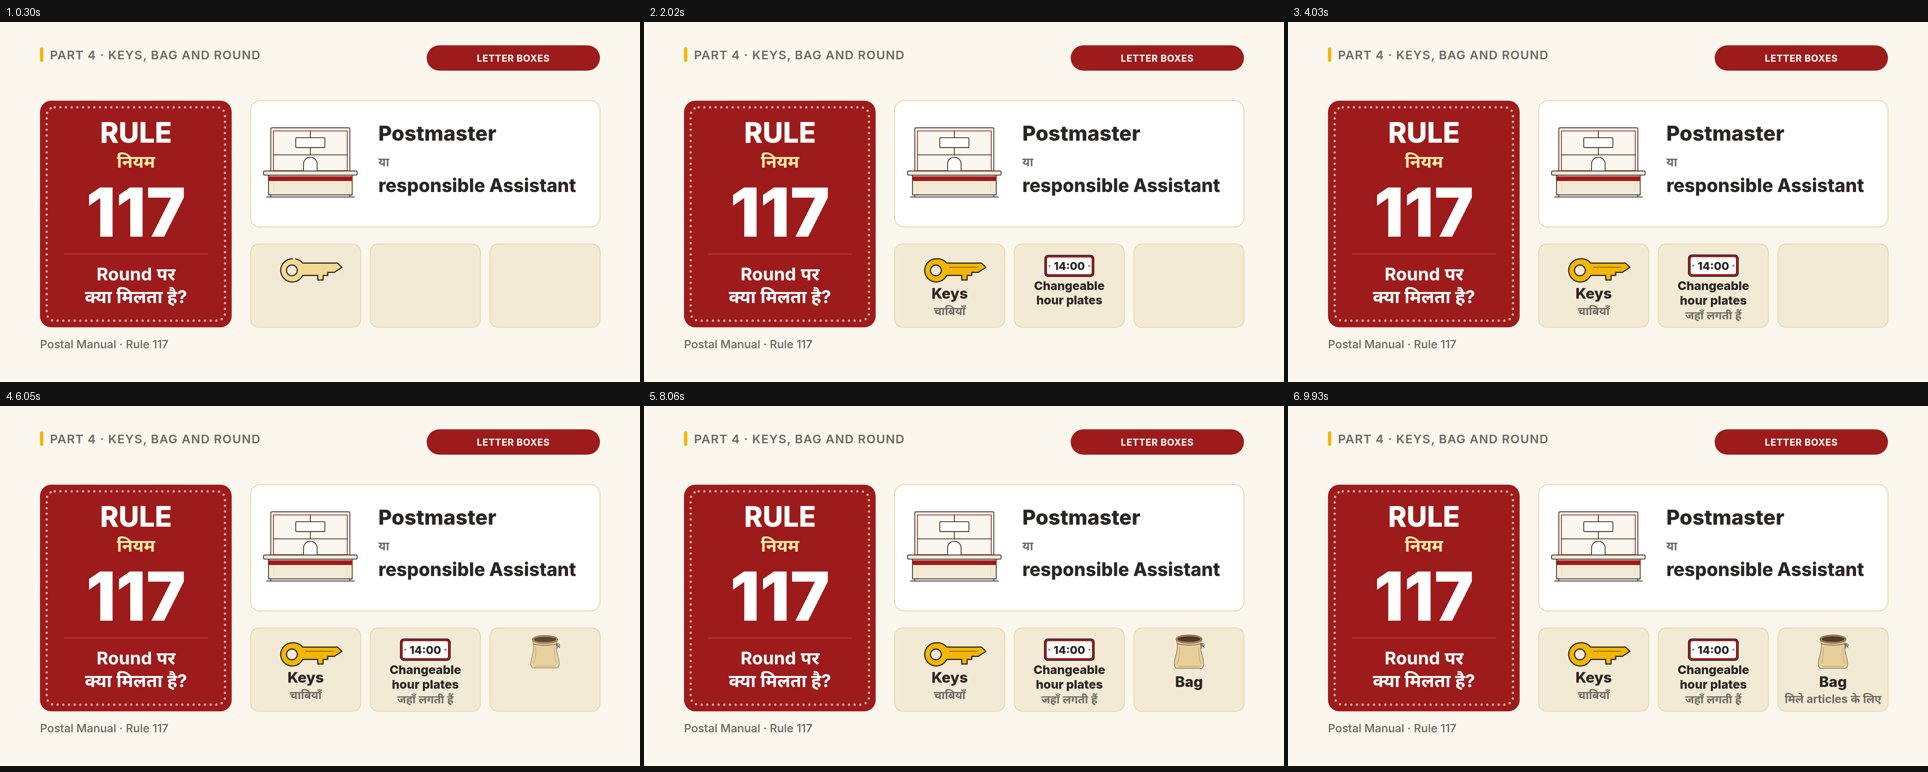 1. 0.30s
PART 4 · KEYS, BAG AND ROUND
LETTER BOXES
RULE
नियम
117
Round पर
क्या मिलता है?
Postmaster
या
responsible Assistant
Postal Manual · Rule 117
2. 2.02s
PART 4 · KEYS, BAG AND ROUND
LETTER BOXES
RULE
नियम
117
Round पर
क्या मिलता है?
Postmaster
या
responsible Assistant
Keys
चाबियाँ
14:00
Changeable
hour plates
Postal Manual · Rule 117
3. 4.03s
PART 4 · KEYS, BAG AND ROUND
LETTER BOXES
RULE
नियम
117
Round पर
क्या मिलता है?
Postmaster
या
responsible Assistant
Keys
चाबियाँ
14:00
Changeable
hour plates
जहाँ लगती हैं
Postal Manual · Rule 117
4. 6.05s
PART 4 · KEYS, BAG AND ROUND
LETTER BOXES
RULE
नियम
117
Round पर
क्या मिलता है?
Postmaster
या
responsible Assistant
Keys
चाबियाँ
14:00
Changeable
hour plates
जहाँ लगती हैं
Postal Manual · Rule 117
5. 8.06s
PART 4 · KEYS, BAG AND ROUND
LETTER BOXES
RULE
नियम
117
Round पर
क्या मिलता है?
Postmaster
या
responsible Assistant
Keys
चाबियाँ
14:00
Changeable
hour plates
जहाँ लगती हैं
Bag
Postal Manual · Rule 117
6. 9.93s
PART 4 · KEYS, BAG AND ROUND
LETTER BOXES
RULE
नियम
117
Round पर
क्या मिलता है?
Postmaster
या
responsible Assistant
Keys
चाबियाँ
14:00
Changeable
hour plates
जहाँ लगती हैं
Bag
मिले articles के लिए
Postal Manual · Rule 117